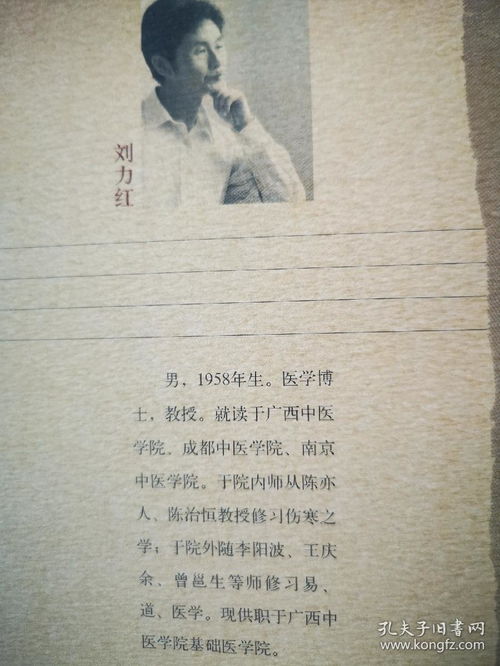 刘力红
男，1958年生。医学博
士，教授。就读于广西中医
学院、成都中医学院、南京
中医学院。于院内师从陈亦
人、陈治恒教授修习伤寒之
学；于院外随李阳波、王庆
余、曾邕生等师修习易、
道、医学。现供职于广西中
医学院基础医学院。
孔夫子旧书网
www.kongfz.com